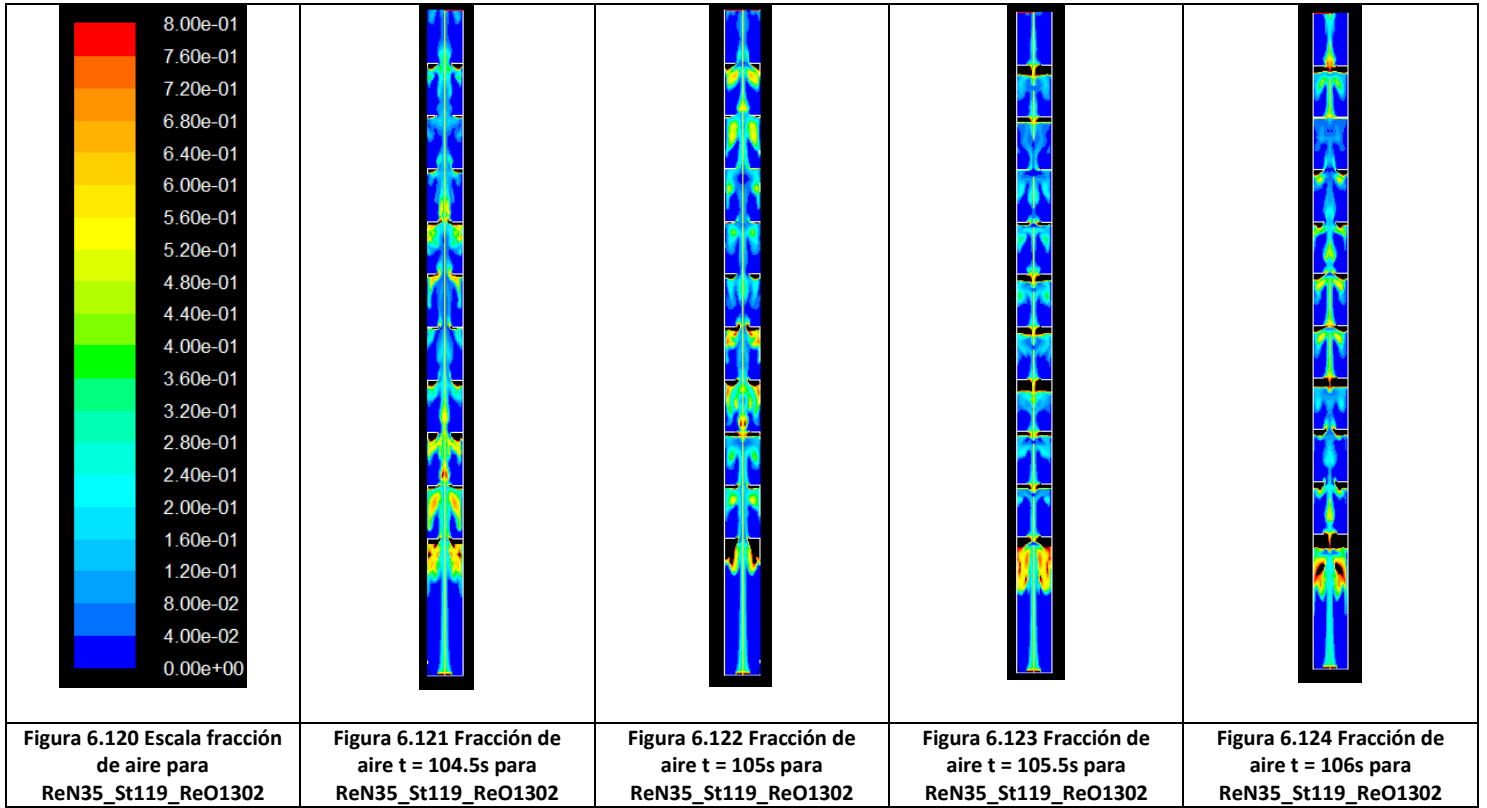 8.00e-01
7.60e-01
7.20e-01
6.80e-01
6.40e-01
6.00e-01
5.60e-01
5.20e-01
4.80e-01
4.40e-01
4.00e-01
3.60e-01
3.20e-01
2.80e-01
2.40e-01
2.00e-01
1.60e-01
1.20e-01
8.00e-02
4.00e-02
0.00e+00
Figura 6.120 Escala fracción
de aire para
ReN35_St119_ReO1302
Figura 6.121 Fracción de
aire t = 104.5s para
ReN35_St119_ReO1302
Figura 6.122 Fracción de
aire t = 105s para
ReN35_St119_ReO1302
Figura 6.123 Fracción de
aire t = 105.5s para
ReN35_St119_ReO1302
Figura 6.124 Fracción de
aire t = 106s para
ReN35_St119_ReO1302